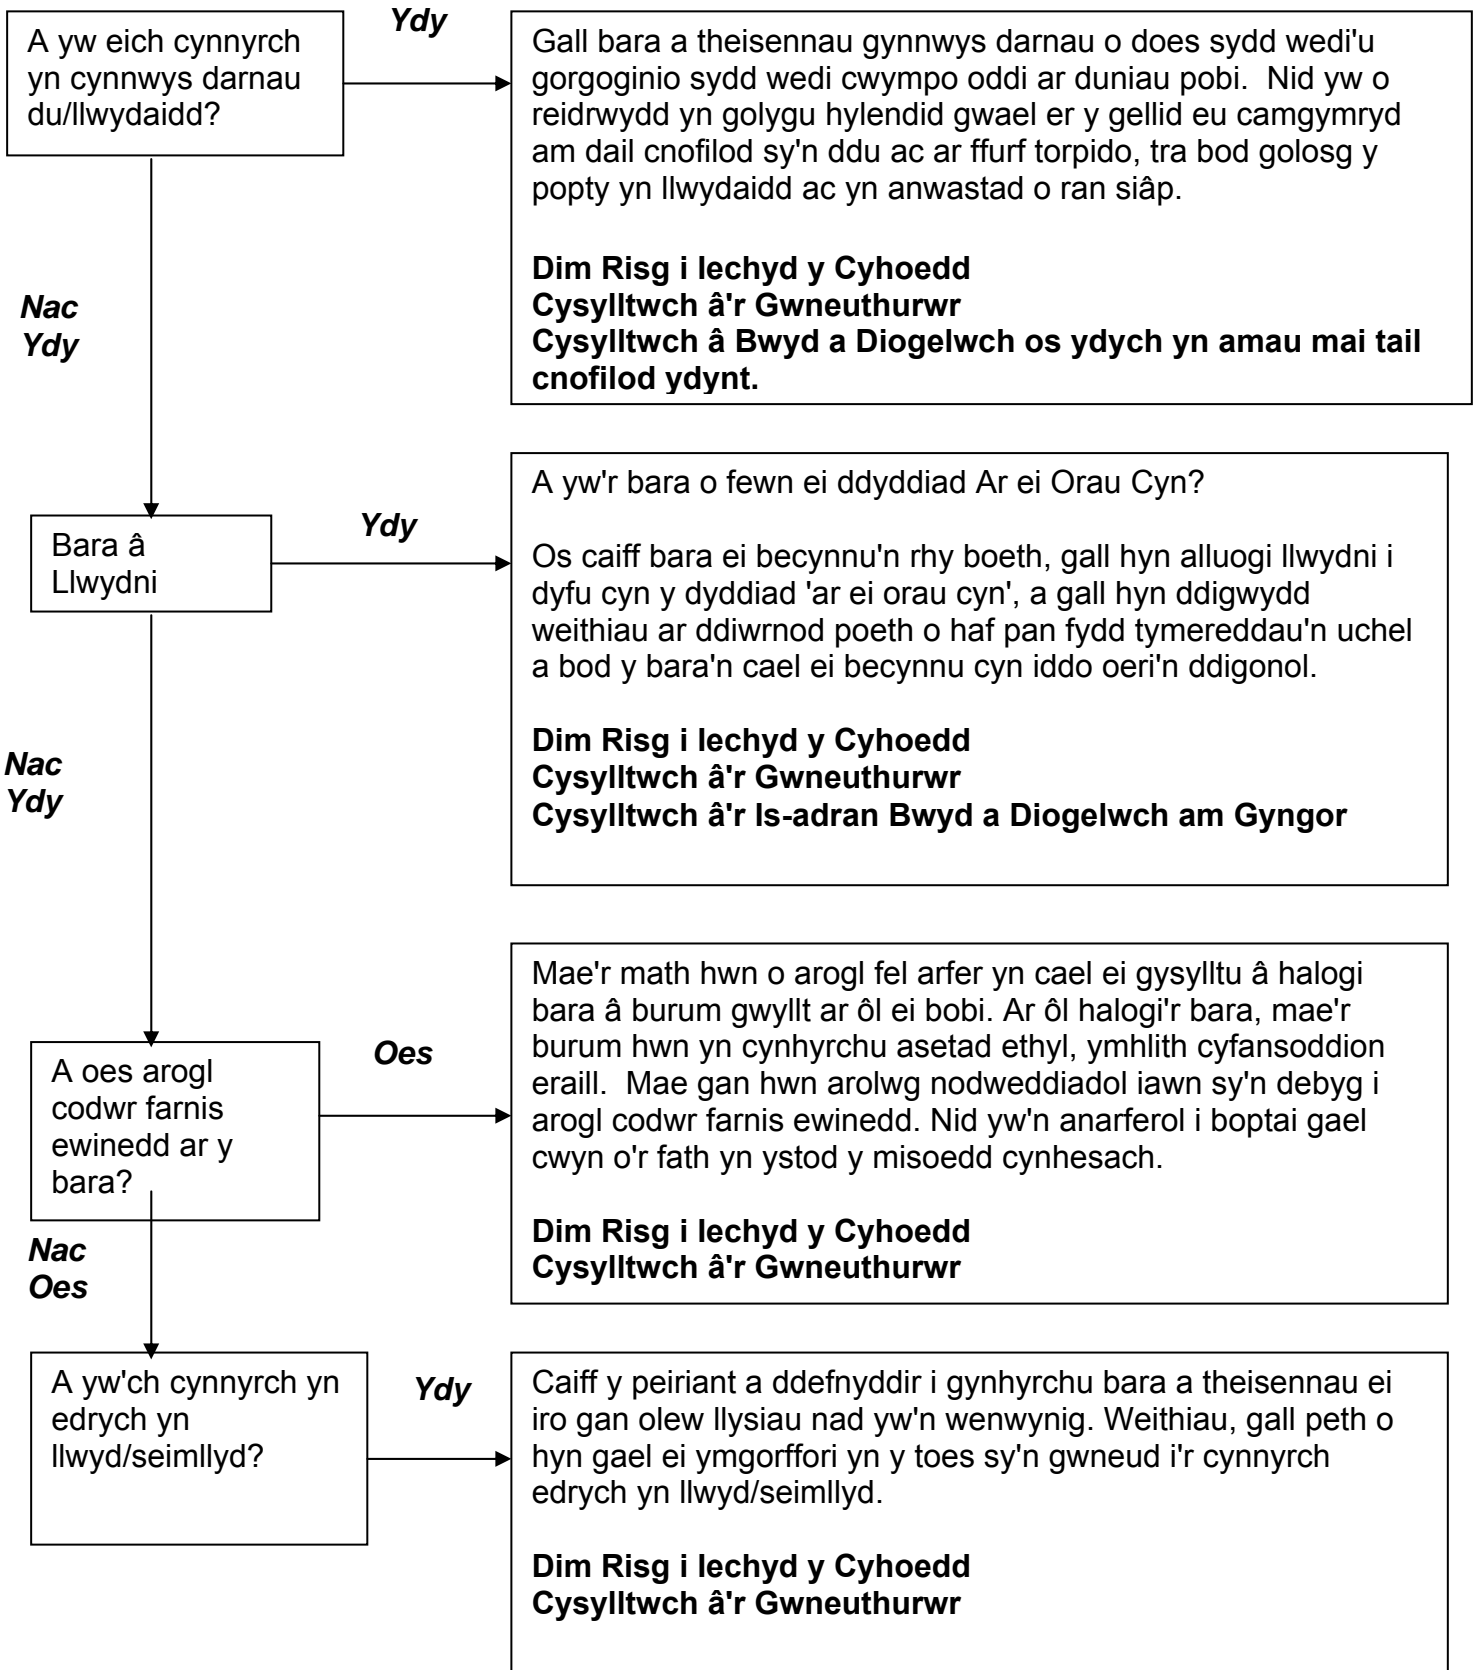 A yw eich cynnyrch
yn cynnwys darnau
du/llwydaidd?
Ydy
Gall bara a theisennau gynnwys darnau o does sydd wedi'u
gorgoginio sydd wedi cwympo oddi ar duniau pobi.  Nid yw o
reidrwydd yn golygu hylendid gwael er y gellid eu camgymryd
am dail cnofilod sy'n ddu ac ar ffurf torpido, tra bod golosg y
popty yn llwydaidd ac yn anwastad o ran siâp.
Dim Risg i Iechyd y Cyhoedd
Cysylltwch â'r Gwneuthurwr
Cysylltwch â Bwyd a Diogelwch os ydych yn amau mai tail
cnofilod ydynt.
Nac
Ydy
Bara â
Llwydni
Ydy
A yw'r bara o fewn ei ddyddiad Ar ei Orau Cyn?
Os caiff bara ei becynnu'n rhy boeth, gall hyn alluogi llwydni i
dyfu cyn y dyddiad 'ar ei orau cyn', a gall hyn ddigwydd
weithiau ar ddiwrnod poeth o haf pan fydd tymereddau'n uchel
a bod y bara'n cael ei becynnu cyn iddo oeri'n ddigonol.
Dim Risg i Iechyd y Cyhoedd
Cysylltwch â'r Gwneuthurwr
Cysylltwch â'r Is-adran Bwyd a Diogelwch am Gyngor
Nac
Ydy
A oes arogl
codwr farnis
ewinedd ar y
bara?
Oes
Mae'r math hwn o arogl fel arfer yn cael ei gysylltu â halogi
bara â burum gwyllt ar ôl ei bobi. Ar ôl halogi'r bara, mae'r
burum hwn yn cynhyrchu asetad ethyl, ymhlith cyfansoddion
eraill.  Mae gan hwn arolwg nodweddiadol iawn sy'n debyg i
arogl codwr farnis ewinedd. Nid yw'n anarferol i boptai gael
cwyn o'r fath yn ystod y misoedd cynhesach.
Dim Risg i Iechyd y Cyhoedd
Cysylltwch â'r Gwneuthurwr
Nac
Oes
A yw'ch cynnyrch yn
edrych yn
llwyd/seimllyd?
Ydy
Caiff y peiriant a ddefnyddir i gynhyrchu bara a theisennau ei
iro gan olew llysiau nad yw'n wenwynig. Weithiau, gall peth o
hyn gael ei ymgorffori yn y toes sy'n gwneud i'r cynnyrch
edrych yn llwyd/seimllyd.
Dim Risg i Iechyd y Cyhoedd
Cysylltwch â'r Gwneuthurwr